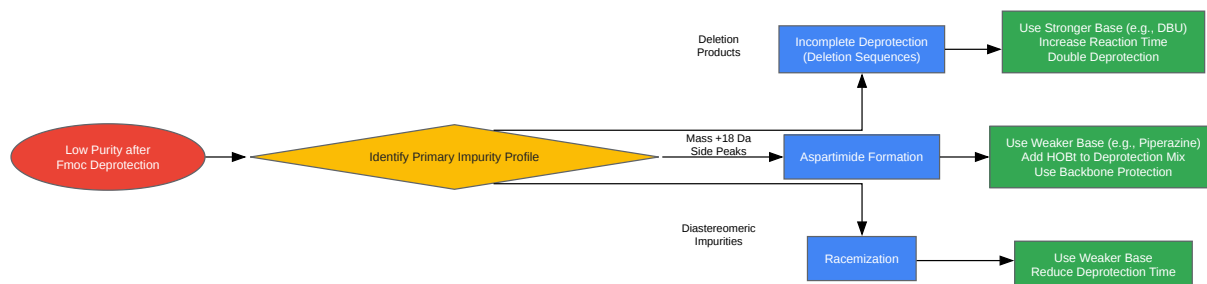 Low Purity after
Fmoc Deprotection
Identify Primary Impurity Profile
Deletion
Products
Incomplete Deprotection
(Deletion Sequences)
Use Stronger Base (e.g., DBU)
Increase Reaction Time
Double Deprotection
Mass +18 Da
Side Peaks
Aspartimide Formation
Use Weaker Base (e.g., Piperazine)
Add HOBt to Deprotection Mix
Use Backbone Protection
Diastereomeric
Impurities
Racemization
Use Weaker Base
Reduce Deprotection Time